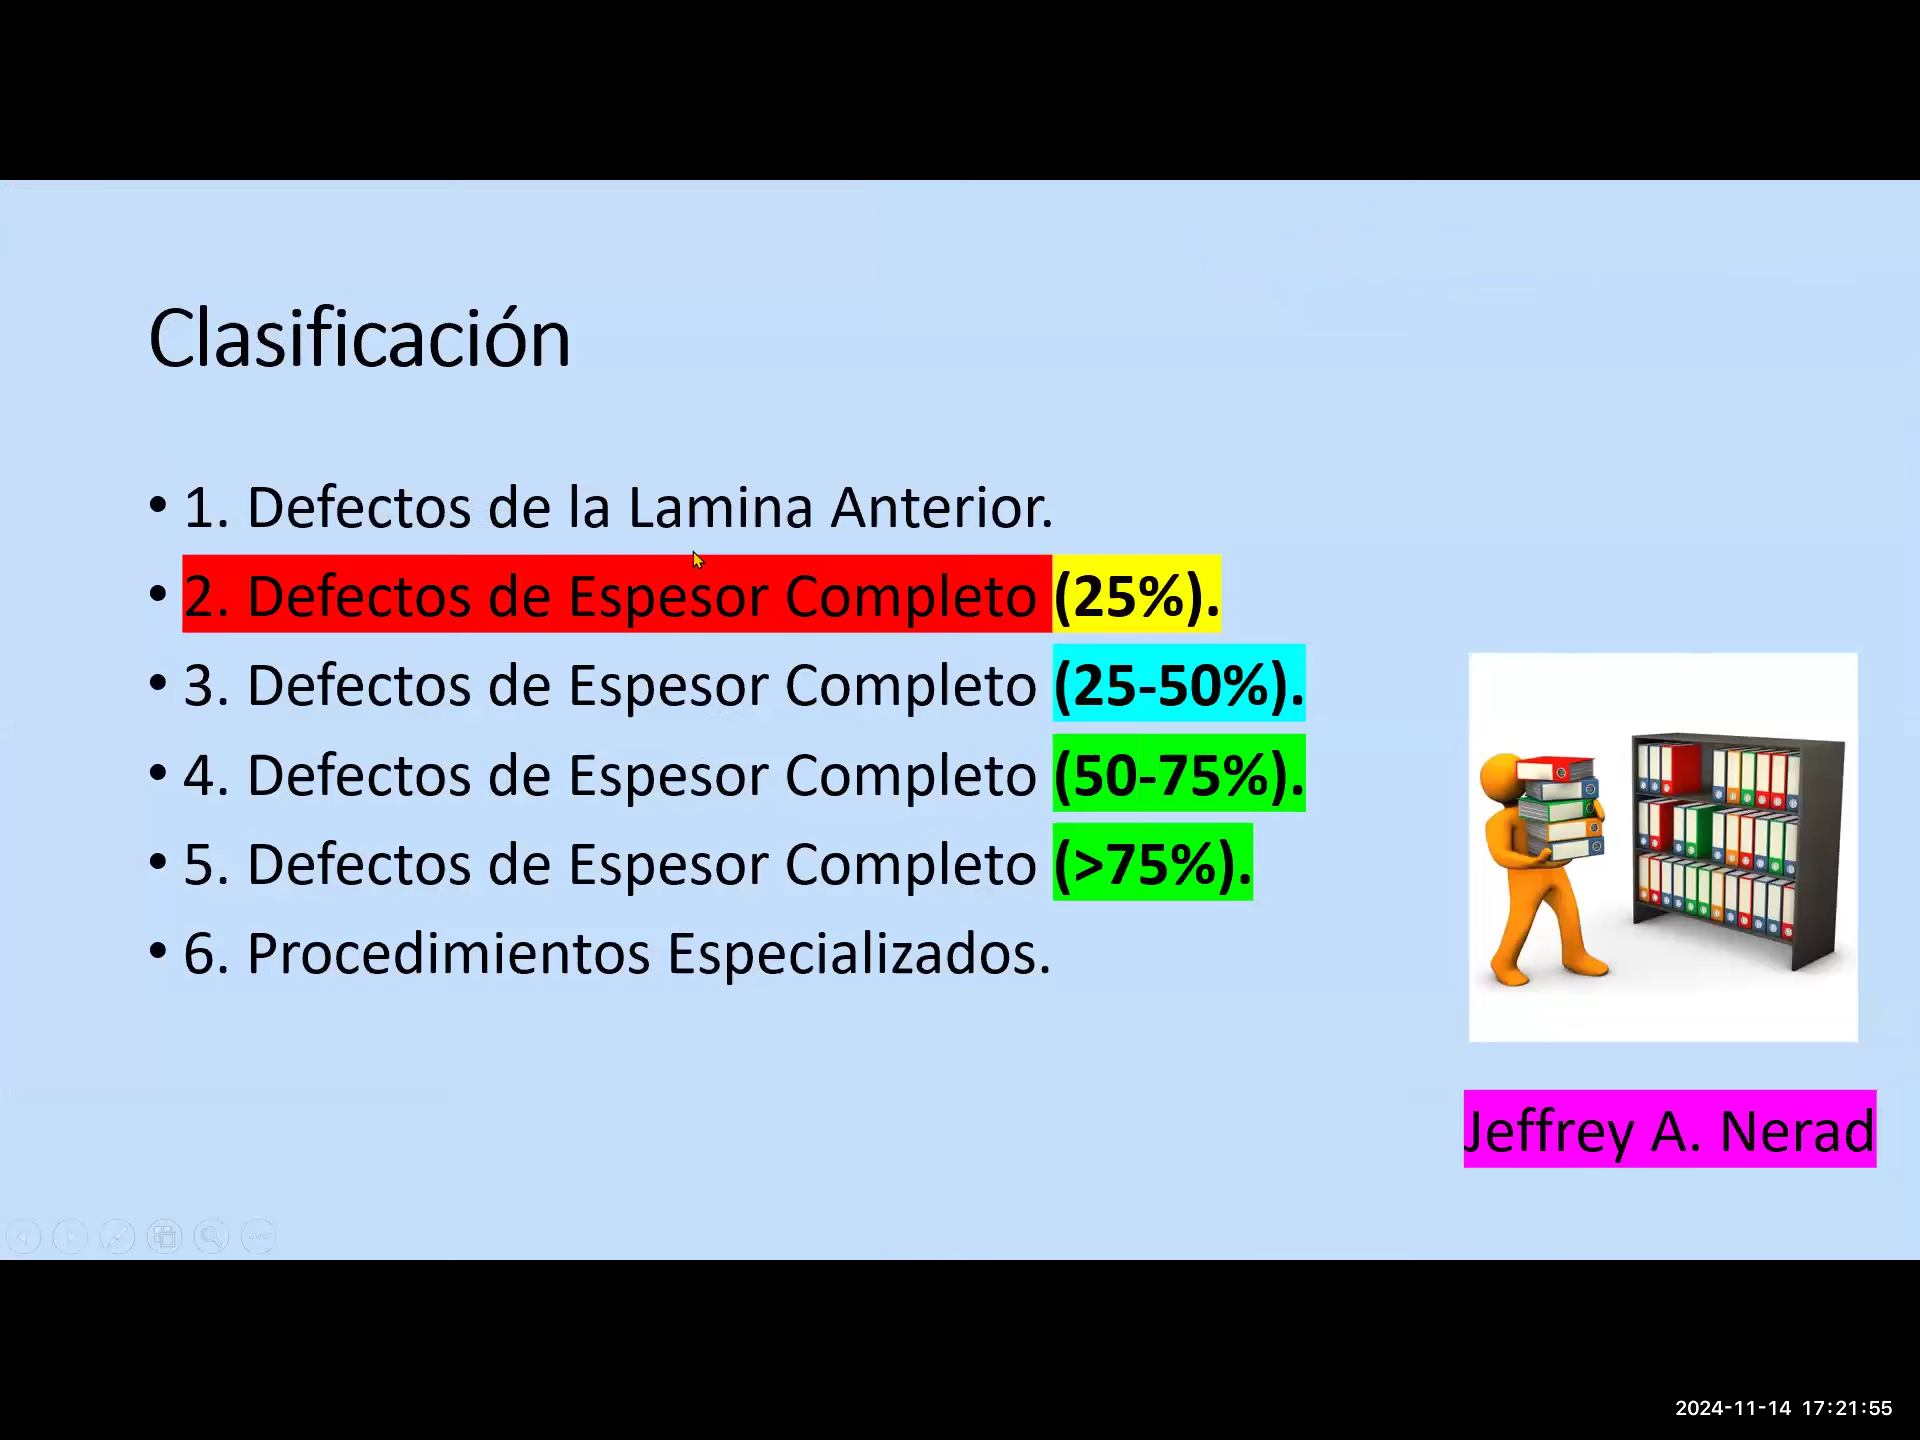 Clasificación
• 1. Defectos de la Lamina Anterior.
• 2. Defectos de Espesor Completo (25%).
• 3. Defectos de Espesor Completo (25-50%).
• 4. Defectos de Espesor Completo (50-75%).
• 5. Defectos de Espesor Completo (>75%).
• 6. Procedimientos Especializados.
Jeffrey A. Nerad
2024-11-14 17:21:55